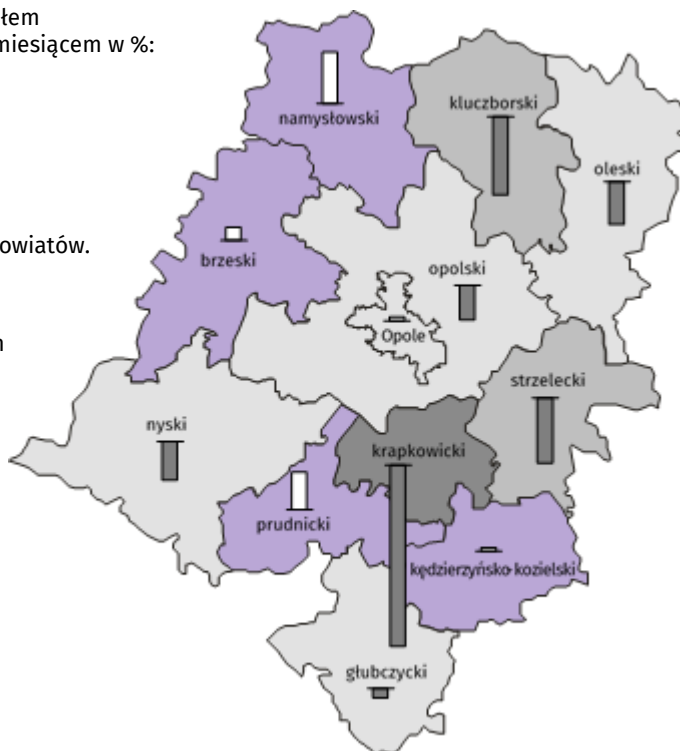 łem
miesiącem w %:
owiatów.
h
namysłowski
kluczborski
oleski
brzeski
opolski
Opole
strzelecki
nyski
krapkowicki
prudnicki
kędzierzyńsko-kozielski
głubczycki